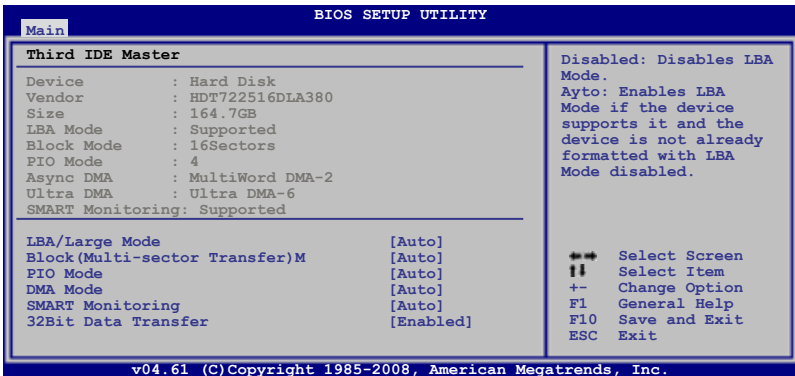 BIOS SETUP UTILITY
Main
Third IDE Master
Device : Hard Disk
Vendor : HDT722516DLA380
Size : 164.7GB
LBA Mode : Supported
Block Mode : 16Sectors
PIO Mode : 4
Async DMA : MultiWord DMA-2
Ultra DMA : Ultra DMA-6
SMART Monitoring: Supported
LBA/Large Mode [Auto]
Block(Multi-sector Transfer)M [Auto]
PIO Mode [Auto]
DMA Mode [Auto]
SMART Monitoring [Auto]
32Bit Data Transfer [Enabled]
Disabled: Disables LBA
Mode.
Ayto: Enables LBA
Mode if the device
supports it and the
device is not already
formatted with LBA
Mode disabled.
←→ Select Screen
↑↓ Select Item
+- Change Option
F1 General Help
F10 Save and Exit
ESC Exit
v04.61 (C)Copyright 1985-2008, American Megatrends, Inc.